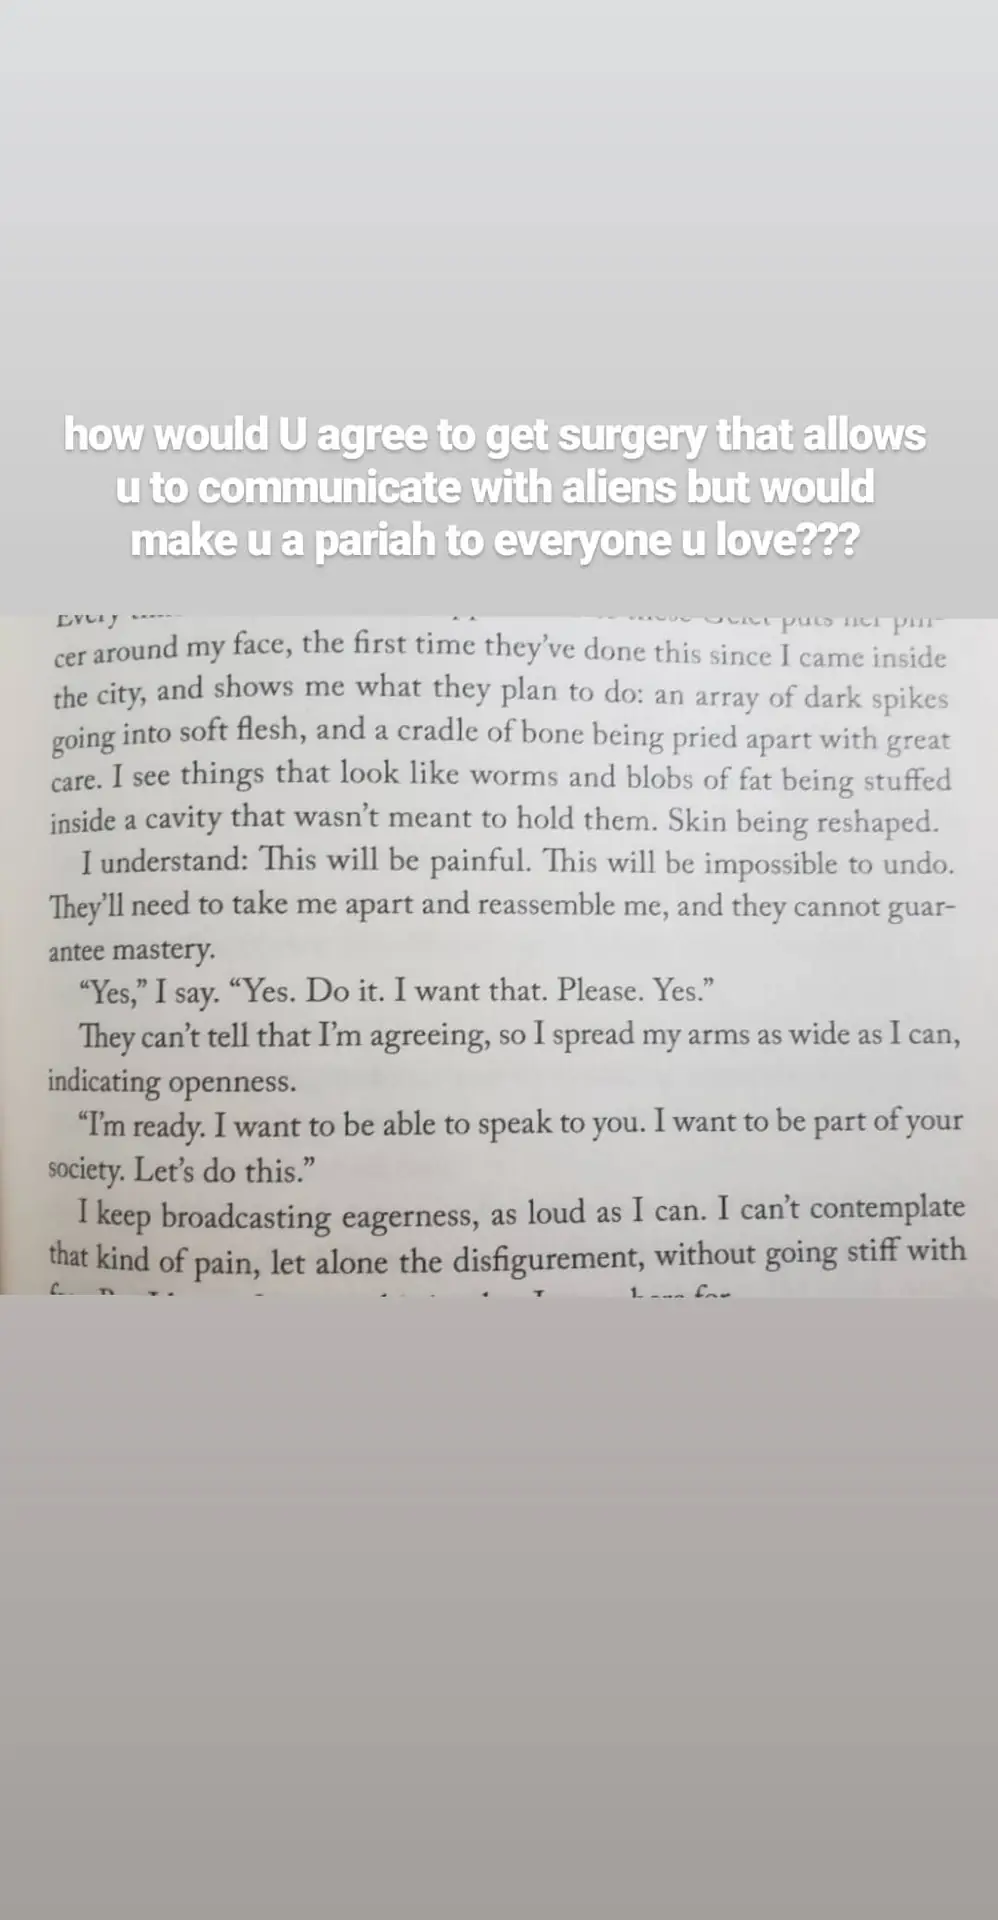 how would U agree to get surgery that allows
u to communicate with aliens but would
make u a pariah to everyone u love???
Every
puts her pin-
cer around my face, the first time they've done this since I came inside
the city, and shows me what they plan to do: an array of dark spikes
going into soft flesh, and a cradle of bone being pried apart with great
care. I see things that look like worms and blobs of fat being stuffed
inside a cavity that wasn't meant to hold them. Skin being reshaped.
I understand: This will be painful. This will be impossible to undo.
They'll need to take me apart and reassemble me, and they cannot guar-
antee mastery.
“Yes,” I say. “Yes. Do it. I want that. Please. Yes.”
They can't tell that I'm agreeing, so I spread my arms as wide as I can,
indicating openness.
“I'm ready. I want to be able to speak to you. I want to be part of your
society. Let's do this.”
I keep broadcasting eagerness, as loud as I can. I can't contemplate
that kind of pain, let alone the disfigurement, without going stiff with